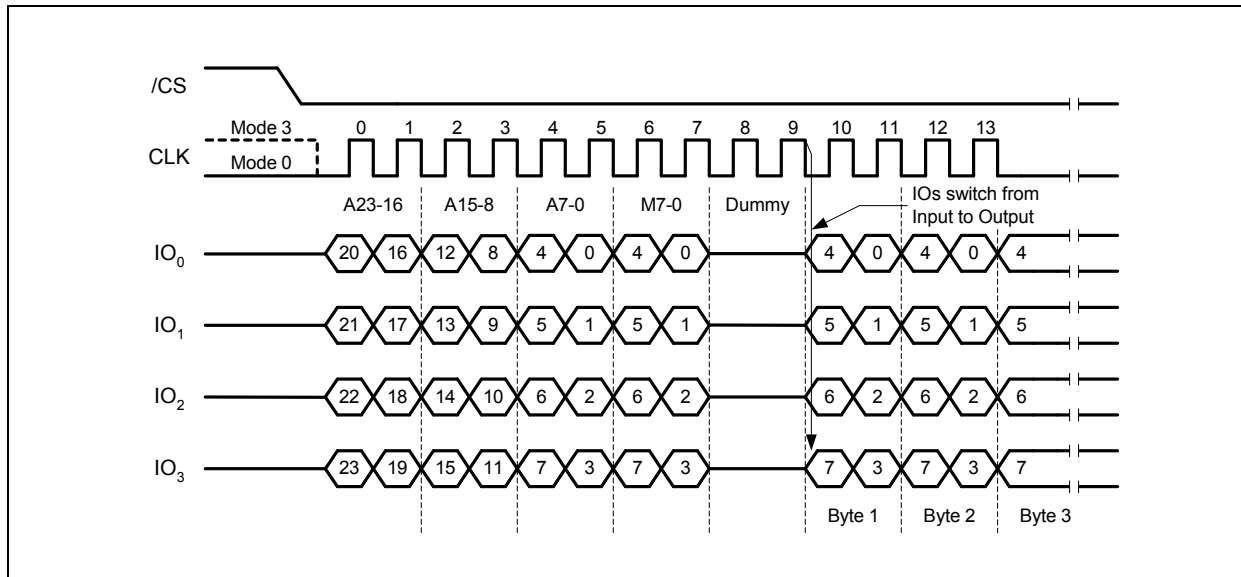 /CS
Mode 3 0 1 2 3 4 5 6 7 8 9 10 11 12 13
CLK
Mode 0
A23-16 A15-8 A7-0 M7-0 Dummy IOs switch from
Input to Output
IO0 20 16 12 8 4 0 4 0 4 0 4 0 4
IO1 21 17 13 9 5 1 5 1 5 1 5 1 5
IO2 22 18 14 10 6 2 6 2 6 2 6 2 6
IO3 23 19 15 11 7 3 7 3 7 3 7 3 7
Byte 1 Byte 2 Byte 3